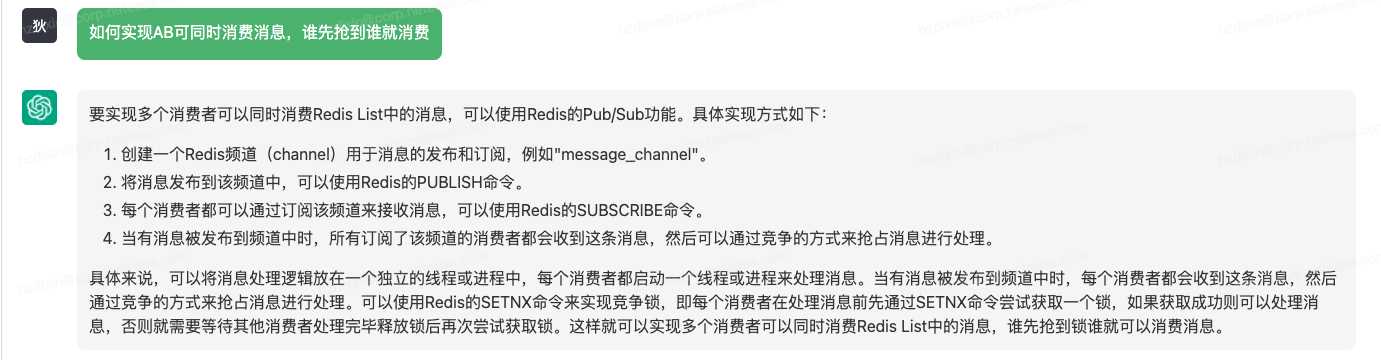 狄
如何实现AB可同时消费消息，谁先抢到谁就消费
要实现多个消费者可以同时消费Redis List中的消息，可以使用Redis的Pub/Sub功能。具体实现方式如下：
1. 创建一个Redis频道（channel）用于消息的发布和订阅，例如"message_channel"。
2. 将消息发布到该频道中，可以使用Redis的PUBLISH命令。
3. 每个消费者都可以通过订阅该频道来接收消息，可以使用Redis的SUBSCRIBE命令。
4. 当有消息被发布到频道中时，所有订阅了该频道的消费者都会收到这条消息，然后可以通过竞争的方式来抢占消息进行处理。
具体来说，可以将消息处理逻辑放在一个独立的线程或进程中，每个消费者都启动一个线程或进程来处理消息。当有消息被发布到频道中时，每个消费者都会收到这条消息，然后
通过竞争的方式来抢占消息进行处理。可以使用Redis的SETNX命令来实现竞争锁，即每个消费者在处理消息前先通过SETNX命令尝试获取一个锁，如果获取成功则可以处理消
息，否则就需要等待其他消费者处理完毕释放锁后再次尝试获取锁。这样就可以实现多个消费者可以同时消费Redis List中的消息，谁先抢到锁谁就可以消费消息。
hzdixin@corp.netease.com